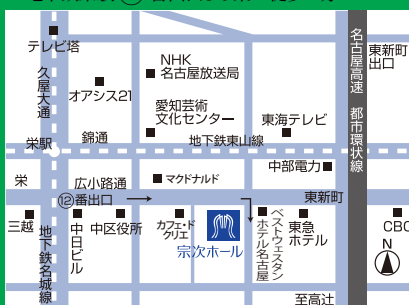 テレビ塔
久屋大通
オアシス21
NHK
名古屋放送局
愛知芸術
文化センター
東海テレビ
名古屋高速 都市環状線
東新町
出口
栄駅
錦通
地下鉄東山線
中部電力
栄
広小路通
⑫番出口
マクドナルド
東新町
三越
地下鉄名城線
中日ビル
中区役所
カフェ・ド
クリエ
宗次ホール
ベストウェスタン
ホテル名古屋
東急
ホテル
CBC
N
至高辻